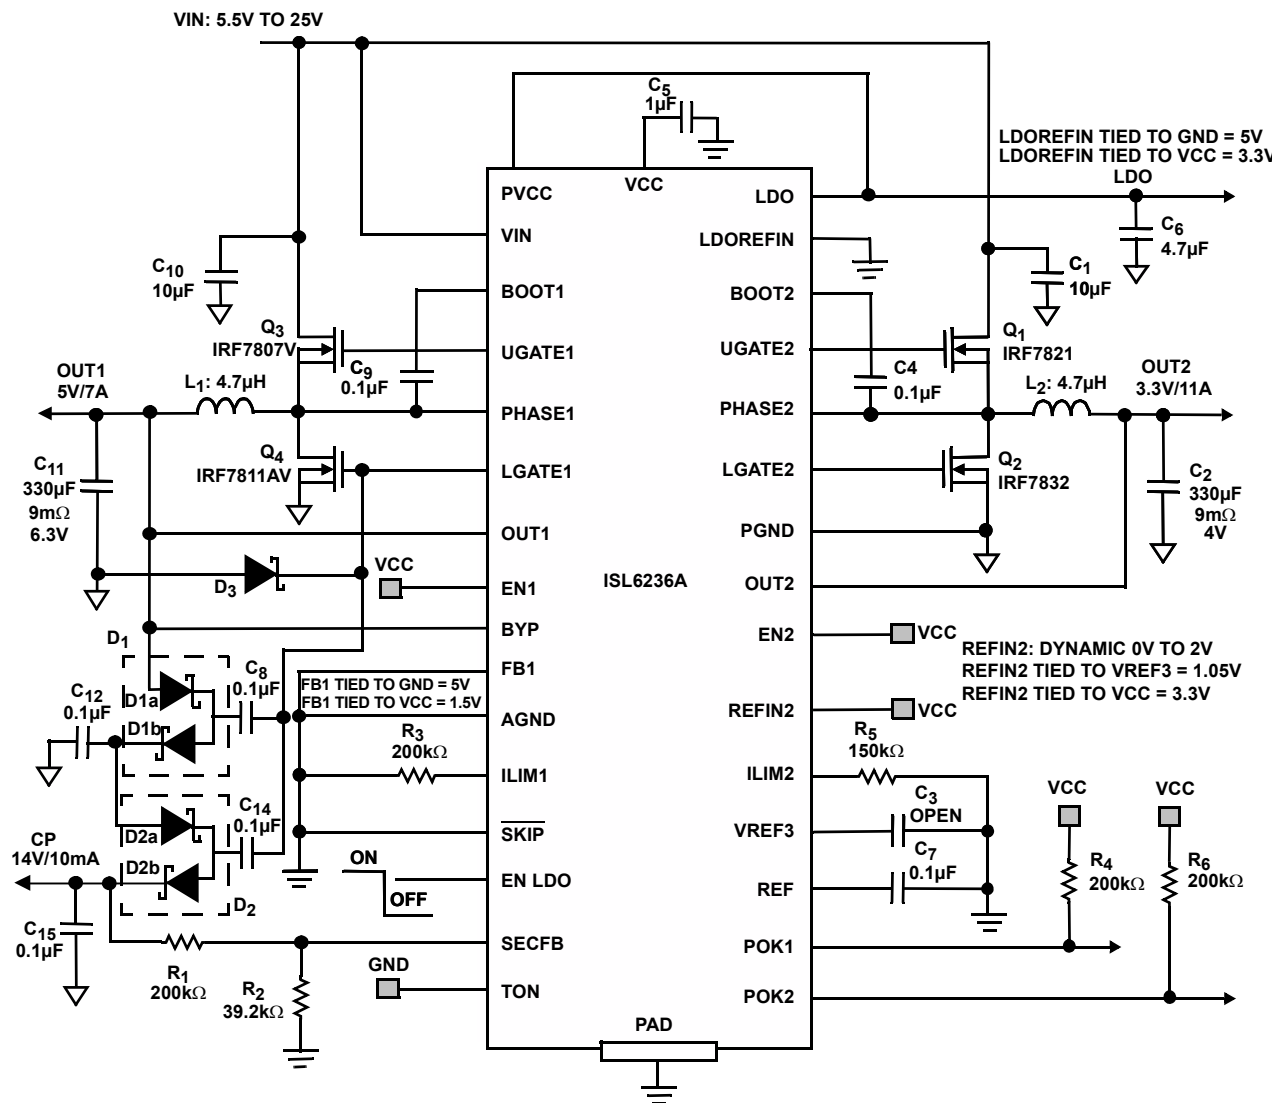 VIN: 5.5V TO 25V
C5
1µF
LDOREFIN TIED TO GND = 5V
LDOREFIN TIED TO VCC = 3.3V
LDO
VCC
PVCC
LDO
VIN
LDOREFIN
C6
4.7µF
C10
10µF
C1
10µF
BOOT1
BOOT2
Q3
IRF7807V
Q1
IRF7821
UGATE1
UGATE2
C9
0.1µF
C4
0.1µF
OUT1
5V/7A
L1: 4.7µH
L2: 4.7µH
OUT2
3.3V/11A
PHASE1
PHASE2
Q4
IRF7811AV
Q2
IRF7832
LGATE1
LGATE2
C11
330µF
9mΩ
6.3V
C2
330µF
9mΩ
4V
OUT1
PGND
VCC
D3
ISL6236A
EN1
OUT2
BYP
EN2
VCC
REFIN2: DYNAMIC 0V TO 2V
REFIN2 TIED TO VREF3 = 1.05V
REFIN2 TIED TO VCC = 3.3V
D1
C8
0.1µF
FB1
FB1 TIED TO GND = 5V
FB1 TIED TO VCC = 1.5V
C12
0.1µF
D1a
D1b
AGND
REFIN2
VCC
R3
200kΩ
R5
150kΩ
ILIM1
ILIM2
VCC
VCC
C14
0.1µF
D2a
D2b
D2
C3
OPEN
SKIP
VREF3
CP
14V/10mA
ON
OFF
EN LDO
C7
0.1µF
REF
R4
200kΩ
R6
200kΩ
C15
0.1µF
SECFB
POK1
R1
200kΩ
GND
R2
39.2kΩ
TON
POK2
PAD